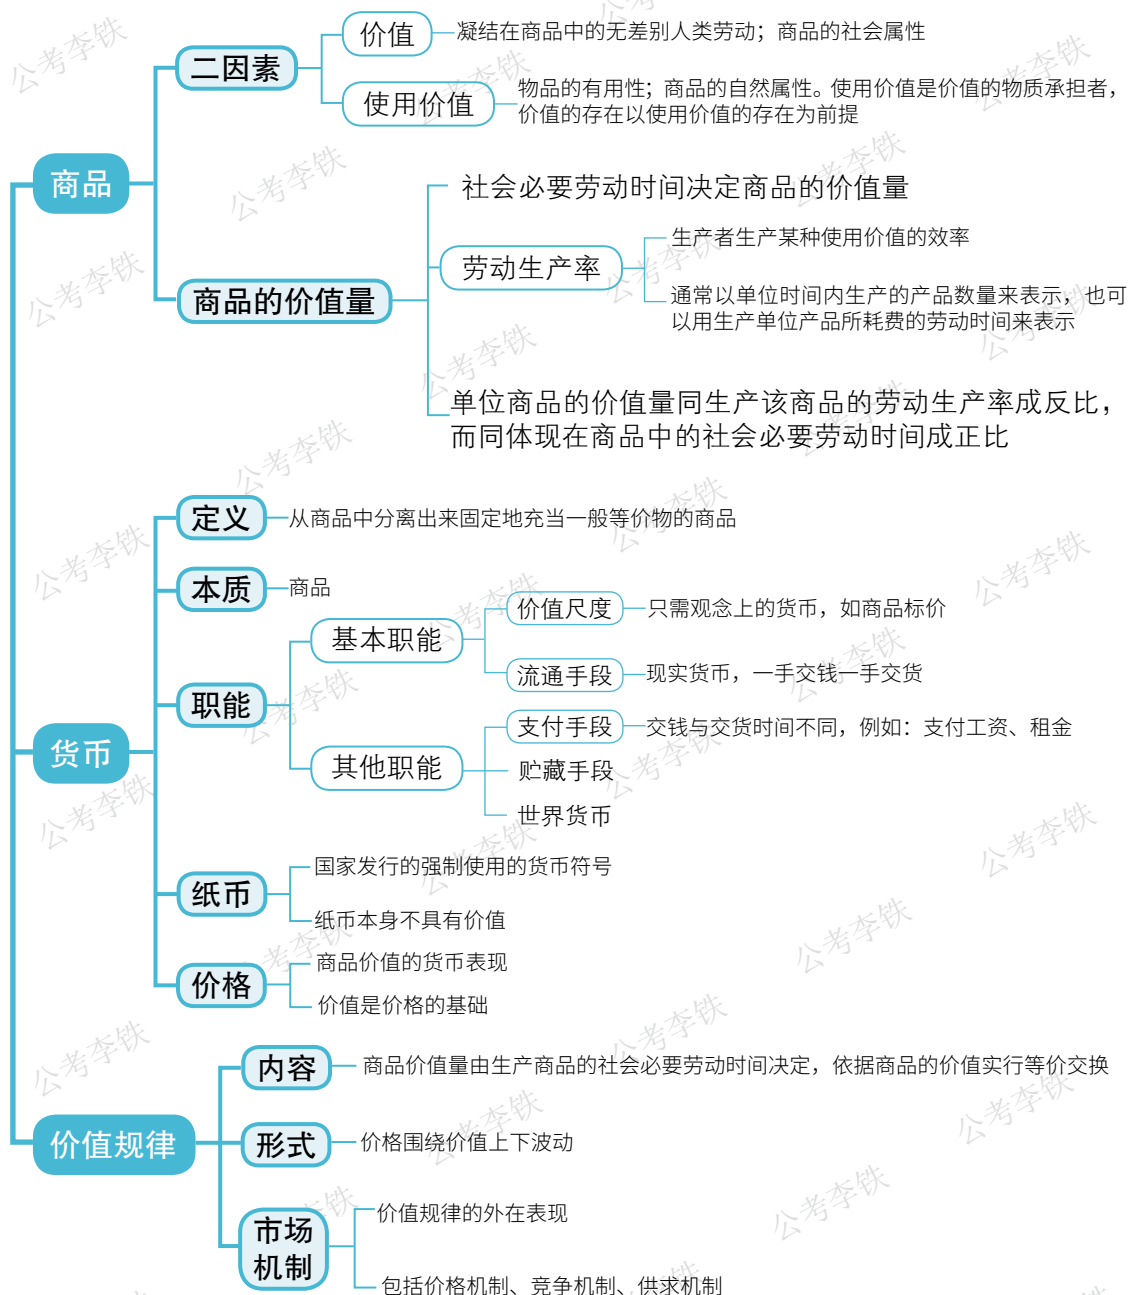 商品
二因素
价值
凝结在商品中的无差别人类劳动；商品的社会属性
使用价值
物品的有用性；商品的自然属性。使用价值是价值的物质承担者，
价值的存在以使用价值的存在为前提
商品的价值量
社会必要劳动时间决定商品的价值量
劳动生产率
生产者生产某种使用价值的效率
通常以单位时间内生产的产品数量来表示，也可
以用生产单位产品所耗费的劳动时间来表示
单位商品的价值量同生产该商品的劳动生产率成反比，
而同体现在商品中的社会必要劳动时间成正比
货币
定义
从商品中分离出来固定地充当一般等价物的商品
本质
商品
职能
基本职能
价值尺度
只需观念上的货币，如商品标价
流通手段
现实货币，一手交钱一手交货
其他职能
支付手段
交钱与交货时间不同，例如：支付工资、租金
贮藏手段
世界货币
纸币
国家发行的强制使用的货币符号
纸币本身不具有价值
价格
商品价值的货币表现
价值是价格的基础
价值规律
内容
商品价值量由生产商品的社会必要劳动时间决定，依据商品的价值实行等价交换
形式
价格围绕价值上下波动
市场
机制
价值规律的外在表现
包括价格机制、竞争机制、供求机制
公考李铁